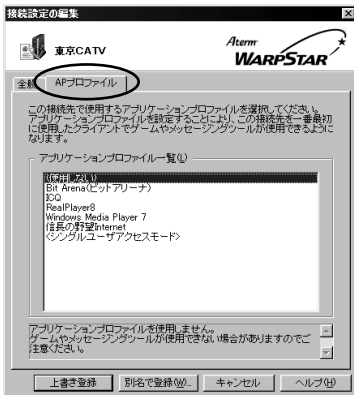 接続設定の編集
東京CATV
Aterm
WARPSTAR
全般
APプロファイル
この接続先で使用するアプリケーションプロファイルを選択してください。
アプリケーションプロファイルを設定することにより、この接続先を一番最初
に使用したクライアントでゲームやメッセージングツールが使用できるように
なります。
アプリケーションプロファイル一覧(L)
(使用しない)
Bit Arena(ビットアリーナ)
ICQ
RealPlayer8
Windows Media Player 7
信長の野望Internet
<シングルユーザアクセスモード>
アプリケーションプロファイルを使用しません。
ゲームやメッセージングツールが使用できない場合がありますのでご
注意ください。
上書き登録
別名で登録(W)..
キャンセル
ヘルプ(H)